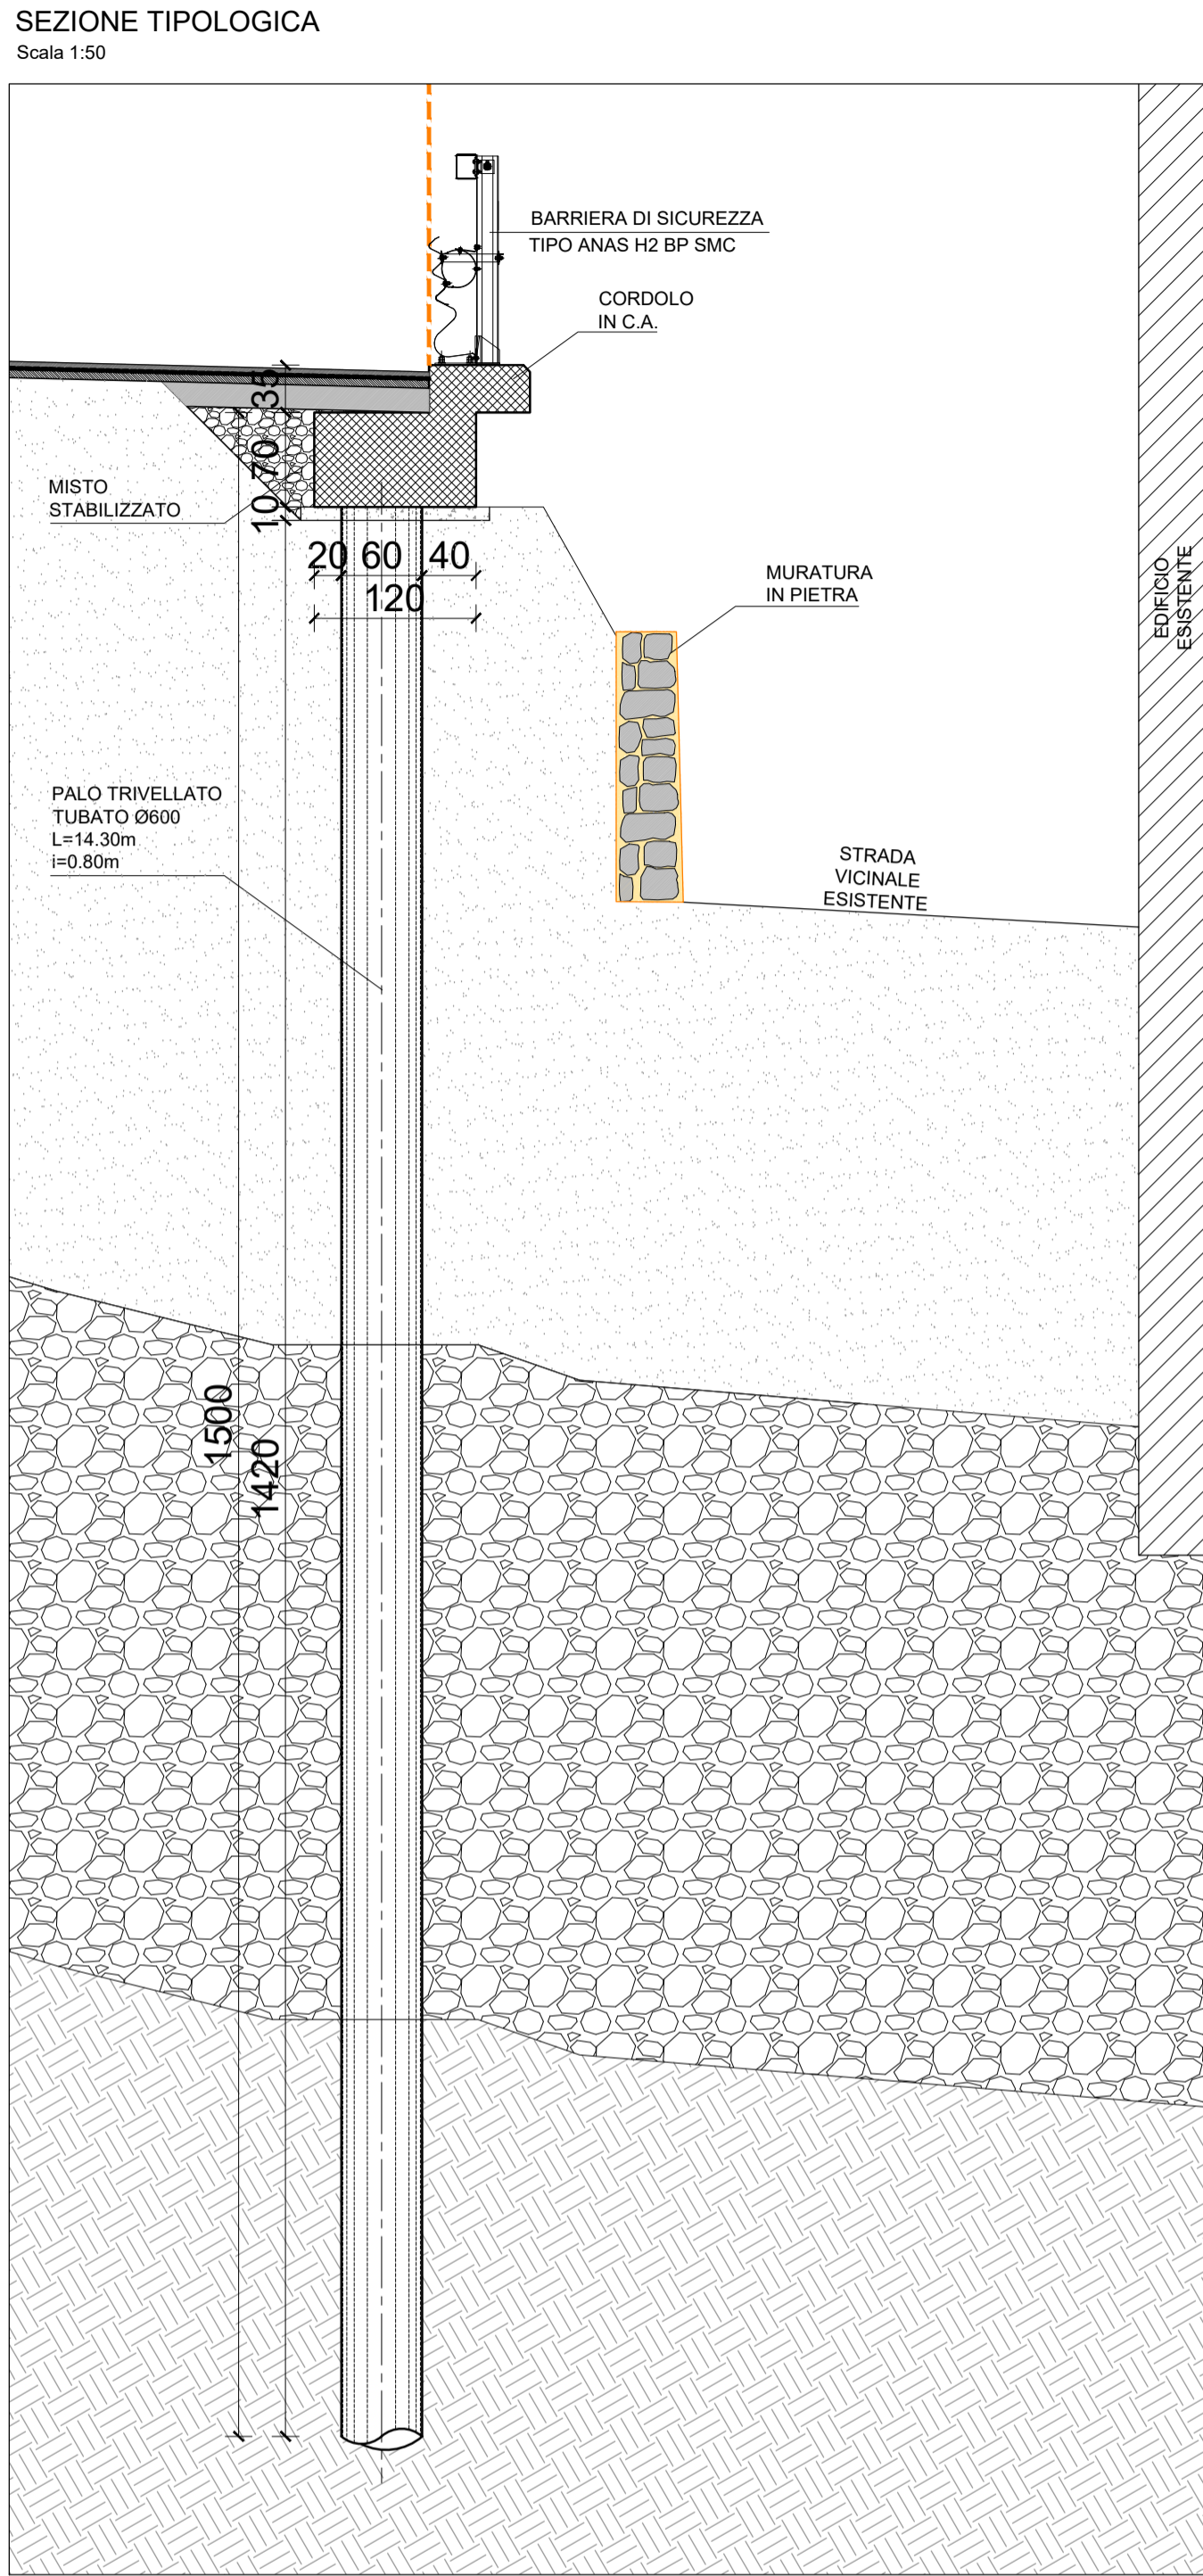 SEZIONE TIPOLOGICA
Scala 1:50
BARRIERA DI SICUREZZA
TIPO ANAS H2 BP SMC
CORDOLO
IN C.A.
35
70
10
MISTO
STABILIZZATO
20 60 40
120
MURATURA
IN PIETRA
EDIFICIO
ESISTENTE
PALO TRIVELLATO
TUBATO Ø600
L=14.30m
i=0.80m
STRADA
VICINALE
ESISTENTE
1500
1420